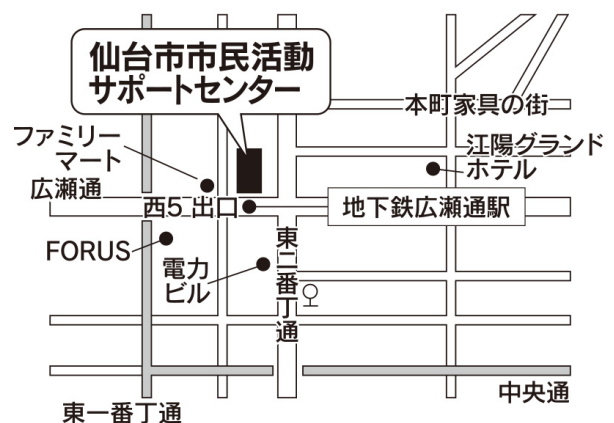 仙台市市民活動
サポートセンター
本町家具の街
ファミリー
マート
江陽グランド
ホテル
広瀬通
西5 出口
地下鉄広瀬通駅
FORUS
電力
ビル
東二番丁通
中央通
東一番丁通